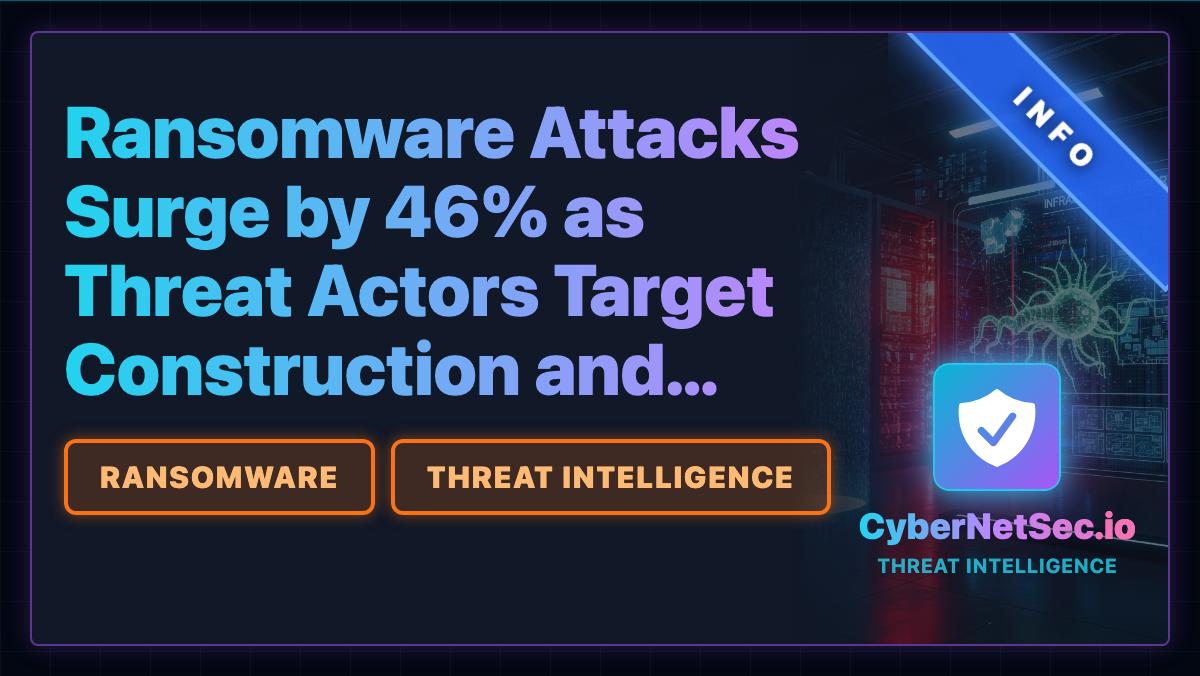 Ransomware Attacks
Surge by 46% as
Threat Actors Target
Construction and...
RANSOMWARE
THREAT INTELLIGENCE
INFO
CyberNetSec.io
THREAT INTELLIGENCE